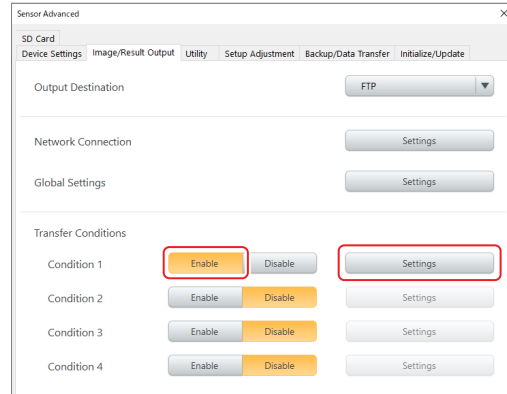 Sensor Advanced
SD Card
Device Settings Image/Result Output Utility Setup Adjustment Backup/Data Transfer Initialize/Update
Output Destination FTP
Network Connection Settings
Global Settings Settings
Transfer Conditions
Condition 1 Enable Disable Settings
Condition 2 Enable Disable Settings
Condition 3 Enable Disable Settings
Condition 4 Enable Disable Settings